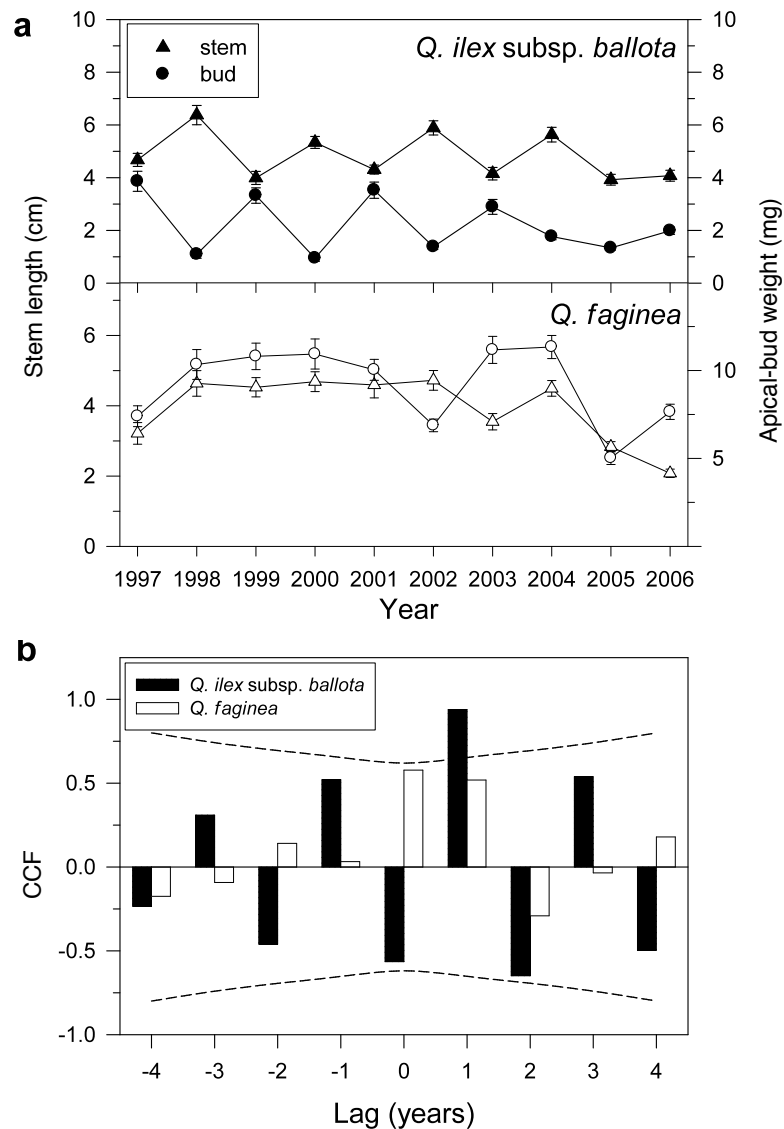 a
stem
bud
Q. ilex subsp. ballota
10
8
6
4
2
0
10
8
6
4
2
0
Stem length (cm)
Apical-bud weight (mg)
Q. faginea
6
4
2
0
10
5
1997 1998 1999 2000 2001 2002 2003 2004 2005 2006
Year
b
Q. ilex subsp. ballota
Q. faginea
1.0
0.5
0.0
-0.5
-1.0
CCF
-4 -3 -2 -1 0 1 2 3 4
Lag (years)